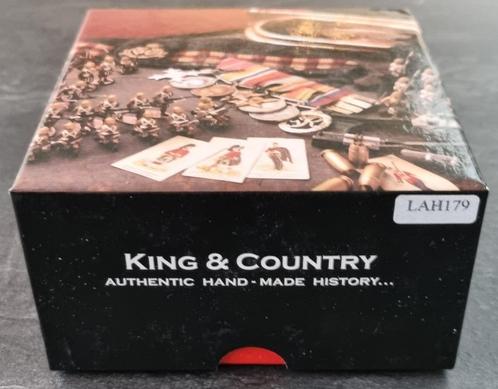 LAH179
KING & COUNTRY
AUTHENTIC HAND-MADE HISTORY...